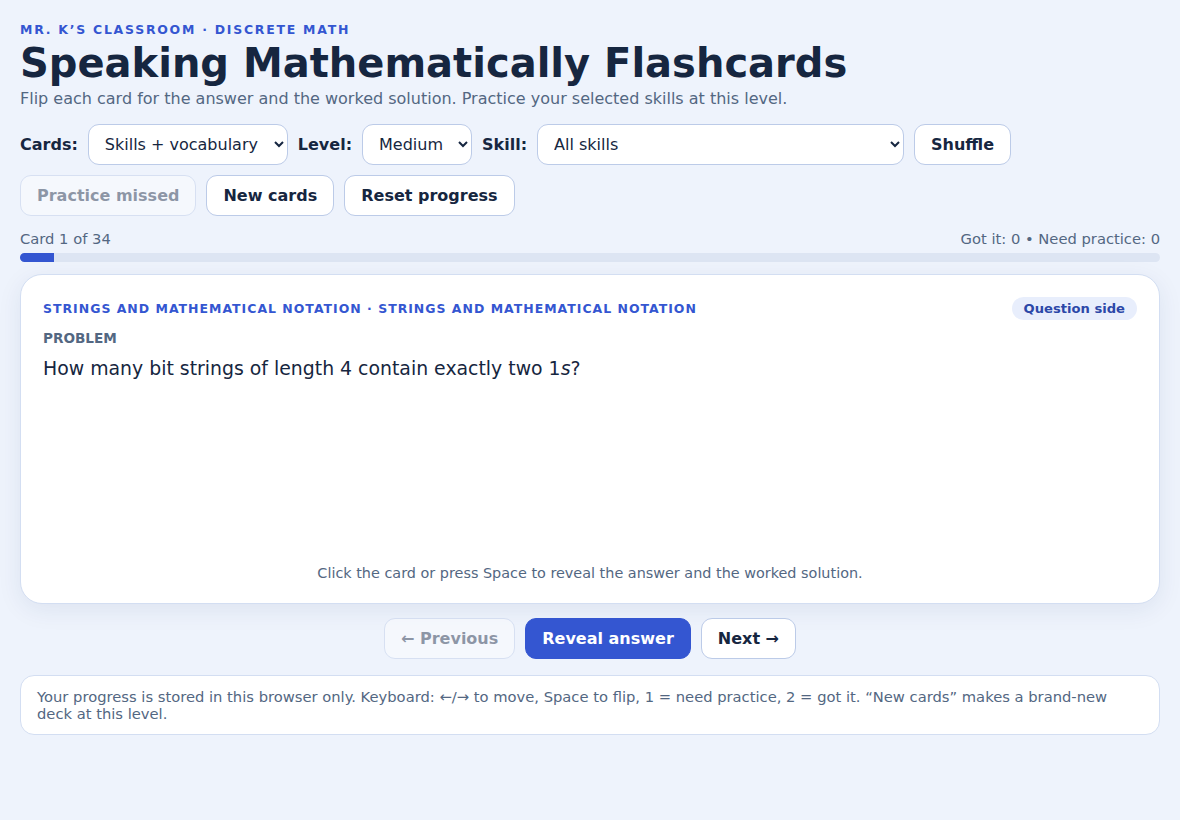 MR. K’S CLASSROOM · DISCRETE MATH
Speaking Mathematically Flashcards
Flip each card for the answer and the worked solution. Practice your selected skills at this level.
Cards: Skills + vocabulary Level: Medium Skill: All skills Shuffle
Practice missed New cards Reset progress
Card 1 of 34 Got it: 0 • Need practice: 0
STRINGS AND MATHEMATICAL NOTATION · STRINGS AND MATHEMATICAL NOTATION Question side
PROBLEM
How many bit strings of length 4 contain exactly two 1s?
Click the card or press Space to reveal the answer and the worked solution.
← Previous Reveal answer Next →
Your progress is stored in this browser only. Keyboard: ←/→ to move, Space to flip, 1 = need practice, 2 = got it. “New cards” makes a brand-new
deck at this level.